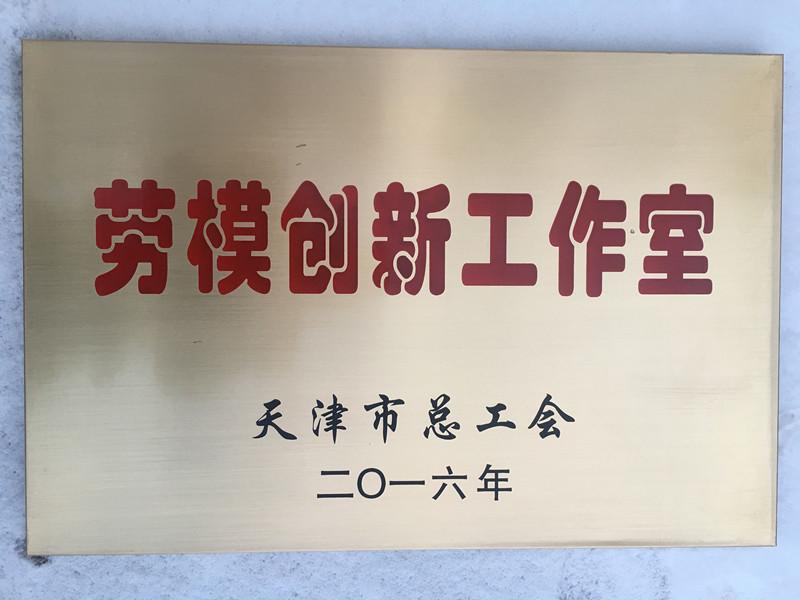 劳模创新工作室
天津市总工会
二〇一六年